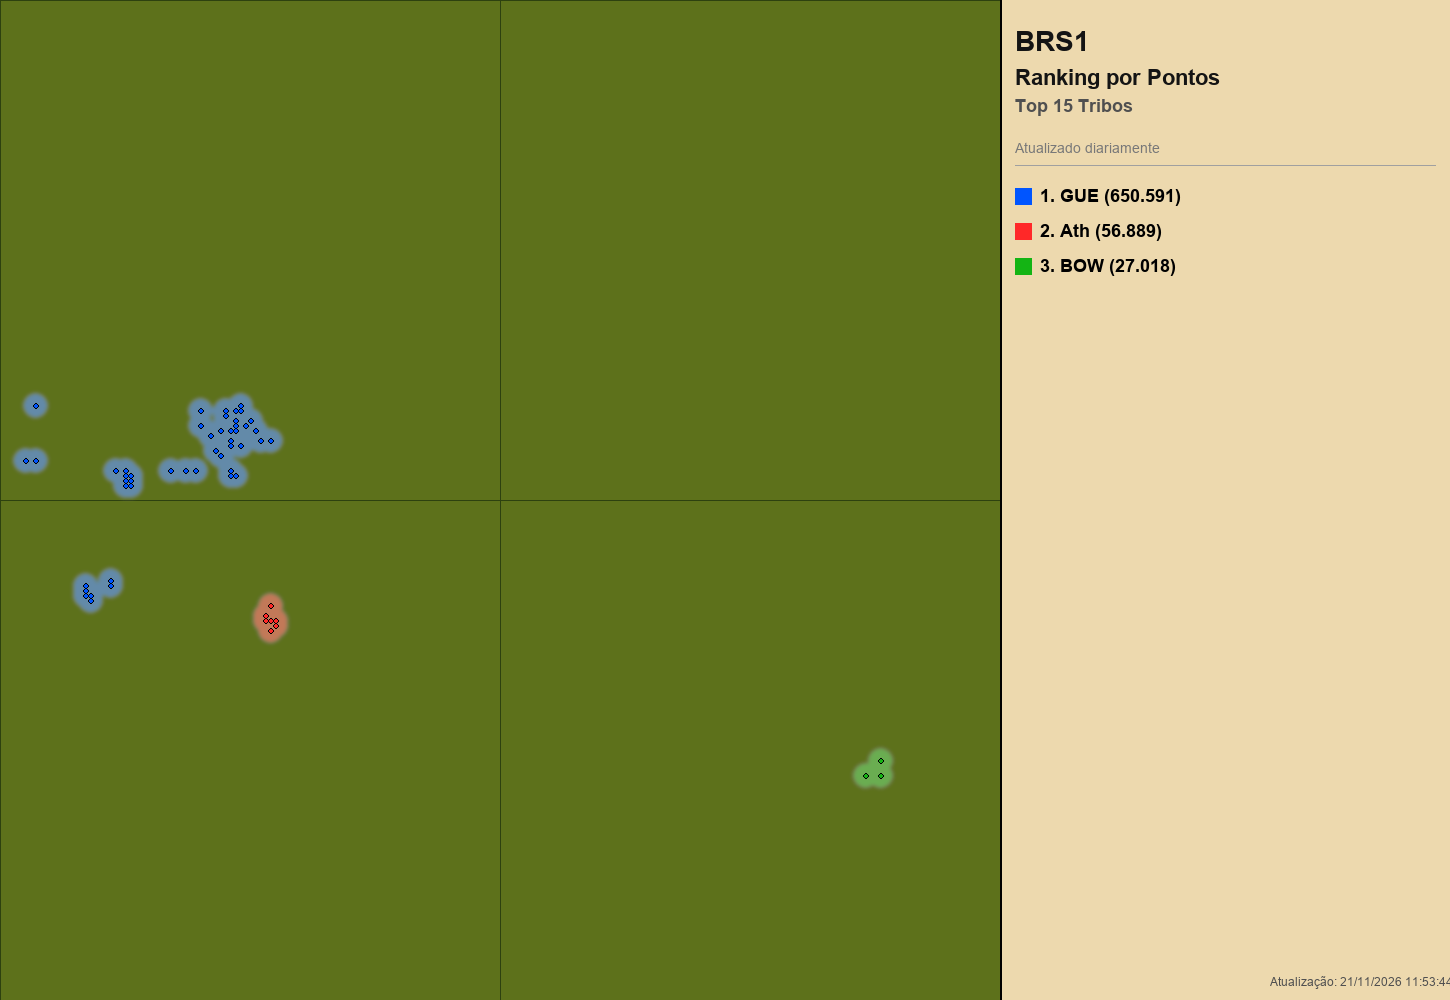 BRS1
Ranking por Pontos
Top 15 Tribos
Atualizado diariamente
1. GUE (650.591)
2. Ath (56.889)
3. BOW (27.018)
Atualização: 21/11/2026 11:53:44